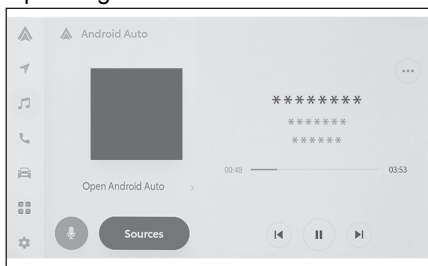 Android Auto
********
*******
******
00:48
03:53
Open Android Auto
Sources